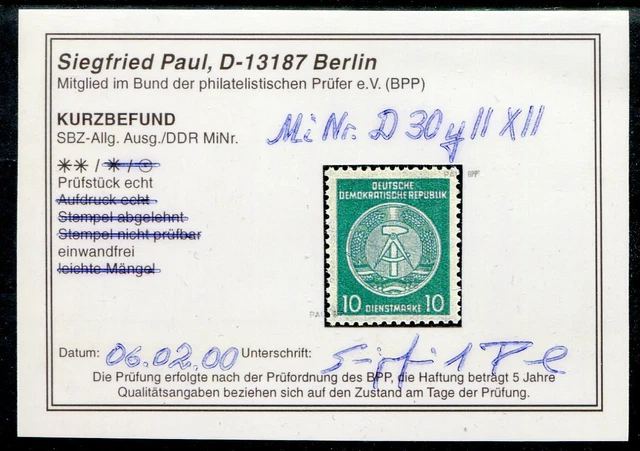 Siegfried Paul, D-13187 Berlin
Mitglied im Bund der philatelistischen Prüfer e.V. (BPP)
KURZBEFUND
SBZ-Allg. Ausg./DDR MiNr. Mi Nr. D 30 y II X II
✶✶ / ✶ / ⊙
Prüfstück echt
Aufdruck echt
Stempel abgelehnt
Stempel nicht prüfbar
einwandfrei
leichte Mängel
BPP
DEUTSCHE
DEMOKRATISCHE REPUBLIK
10 DIENSTMARKE 10
Datum: 06.02.00 Unterschrift:
Die Prüfung erfolgte nach der Prüfordnung des BPP, die Haftung beträgt 5 Jahre
Qualitätsangaben beziehen sich auf den Zustand am Tage der Prüfung.